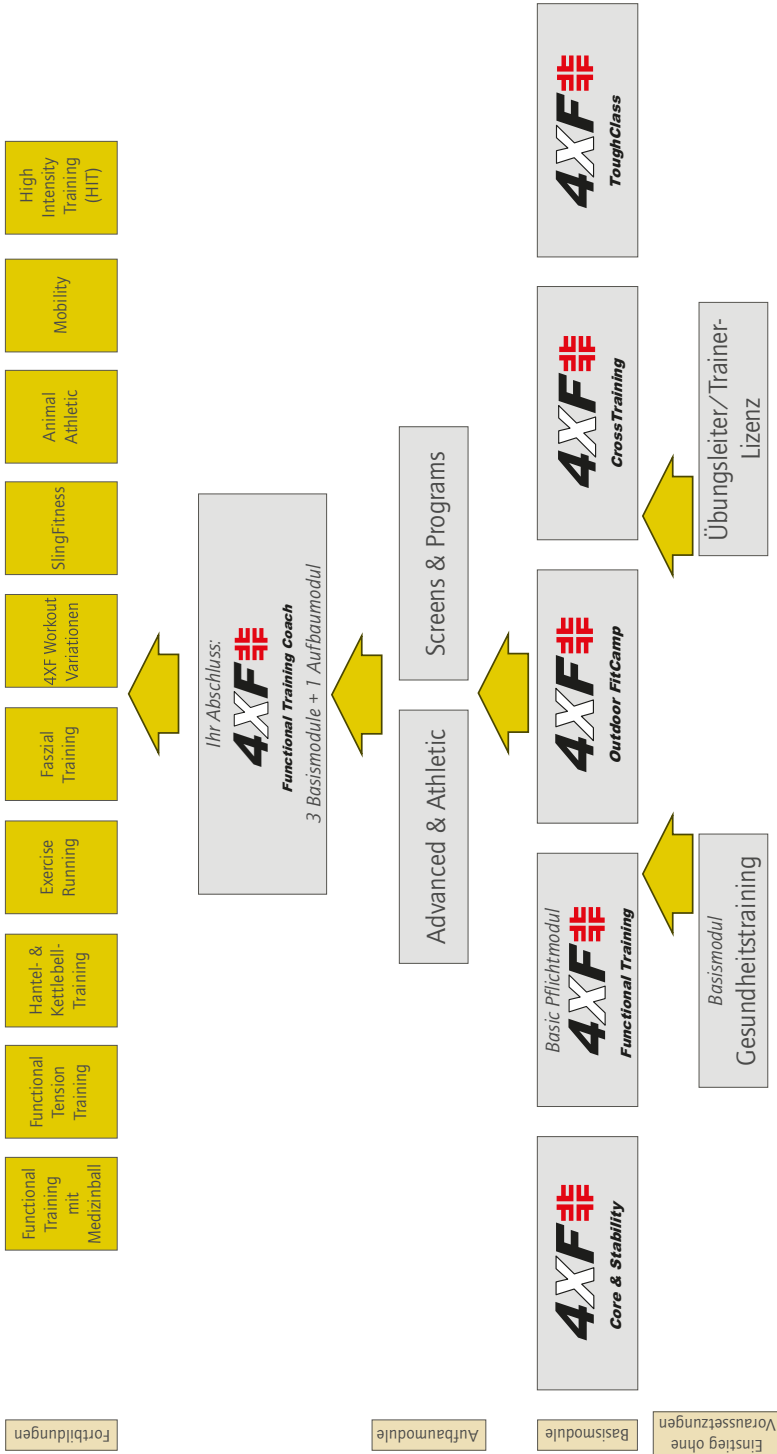 Fortbildungen
Functional
Training
mit
Medizinball
Functional
Tension
Training
Hantel- &
Kettlebell-
Training
Exercise
Running
Faszial
Training
4XF Workout
Variationen
SlingFitness
Animal
Athletic
Mobility
High
Intensity
Training
(HIT)
Ihr Abschluss:
4XF
Functional Training Coach
3 Basismodule + 1 Aufbaumodul
Aufbaumodule
Advanced & Athletic
Screens & Programs
Basismodule
4XF
Core & Stability
Basic Pflichtmodul
4XF
Functional Training
4XF
Outdoor FitCamp
4XF
CrossTraining
4XF
ToughClass
Einstieg ohne
Voraussetzungen
Basismodul
Gesundheitstraining
Übungsleiter/Trainer-
Lizenz